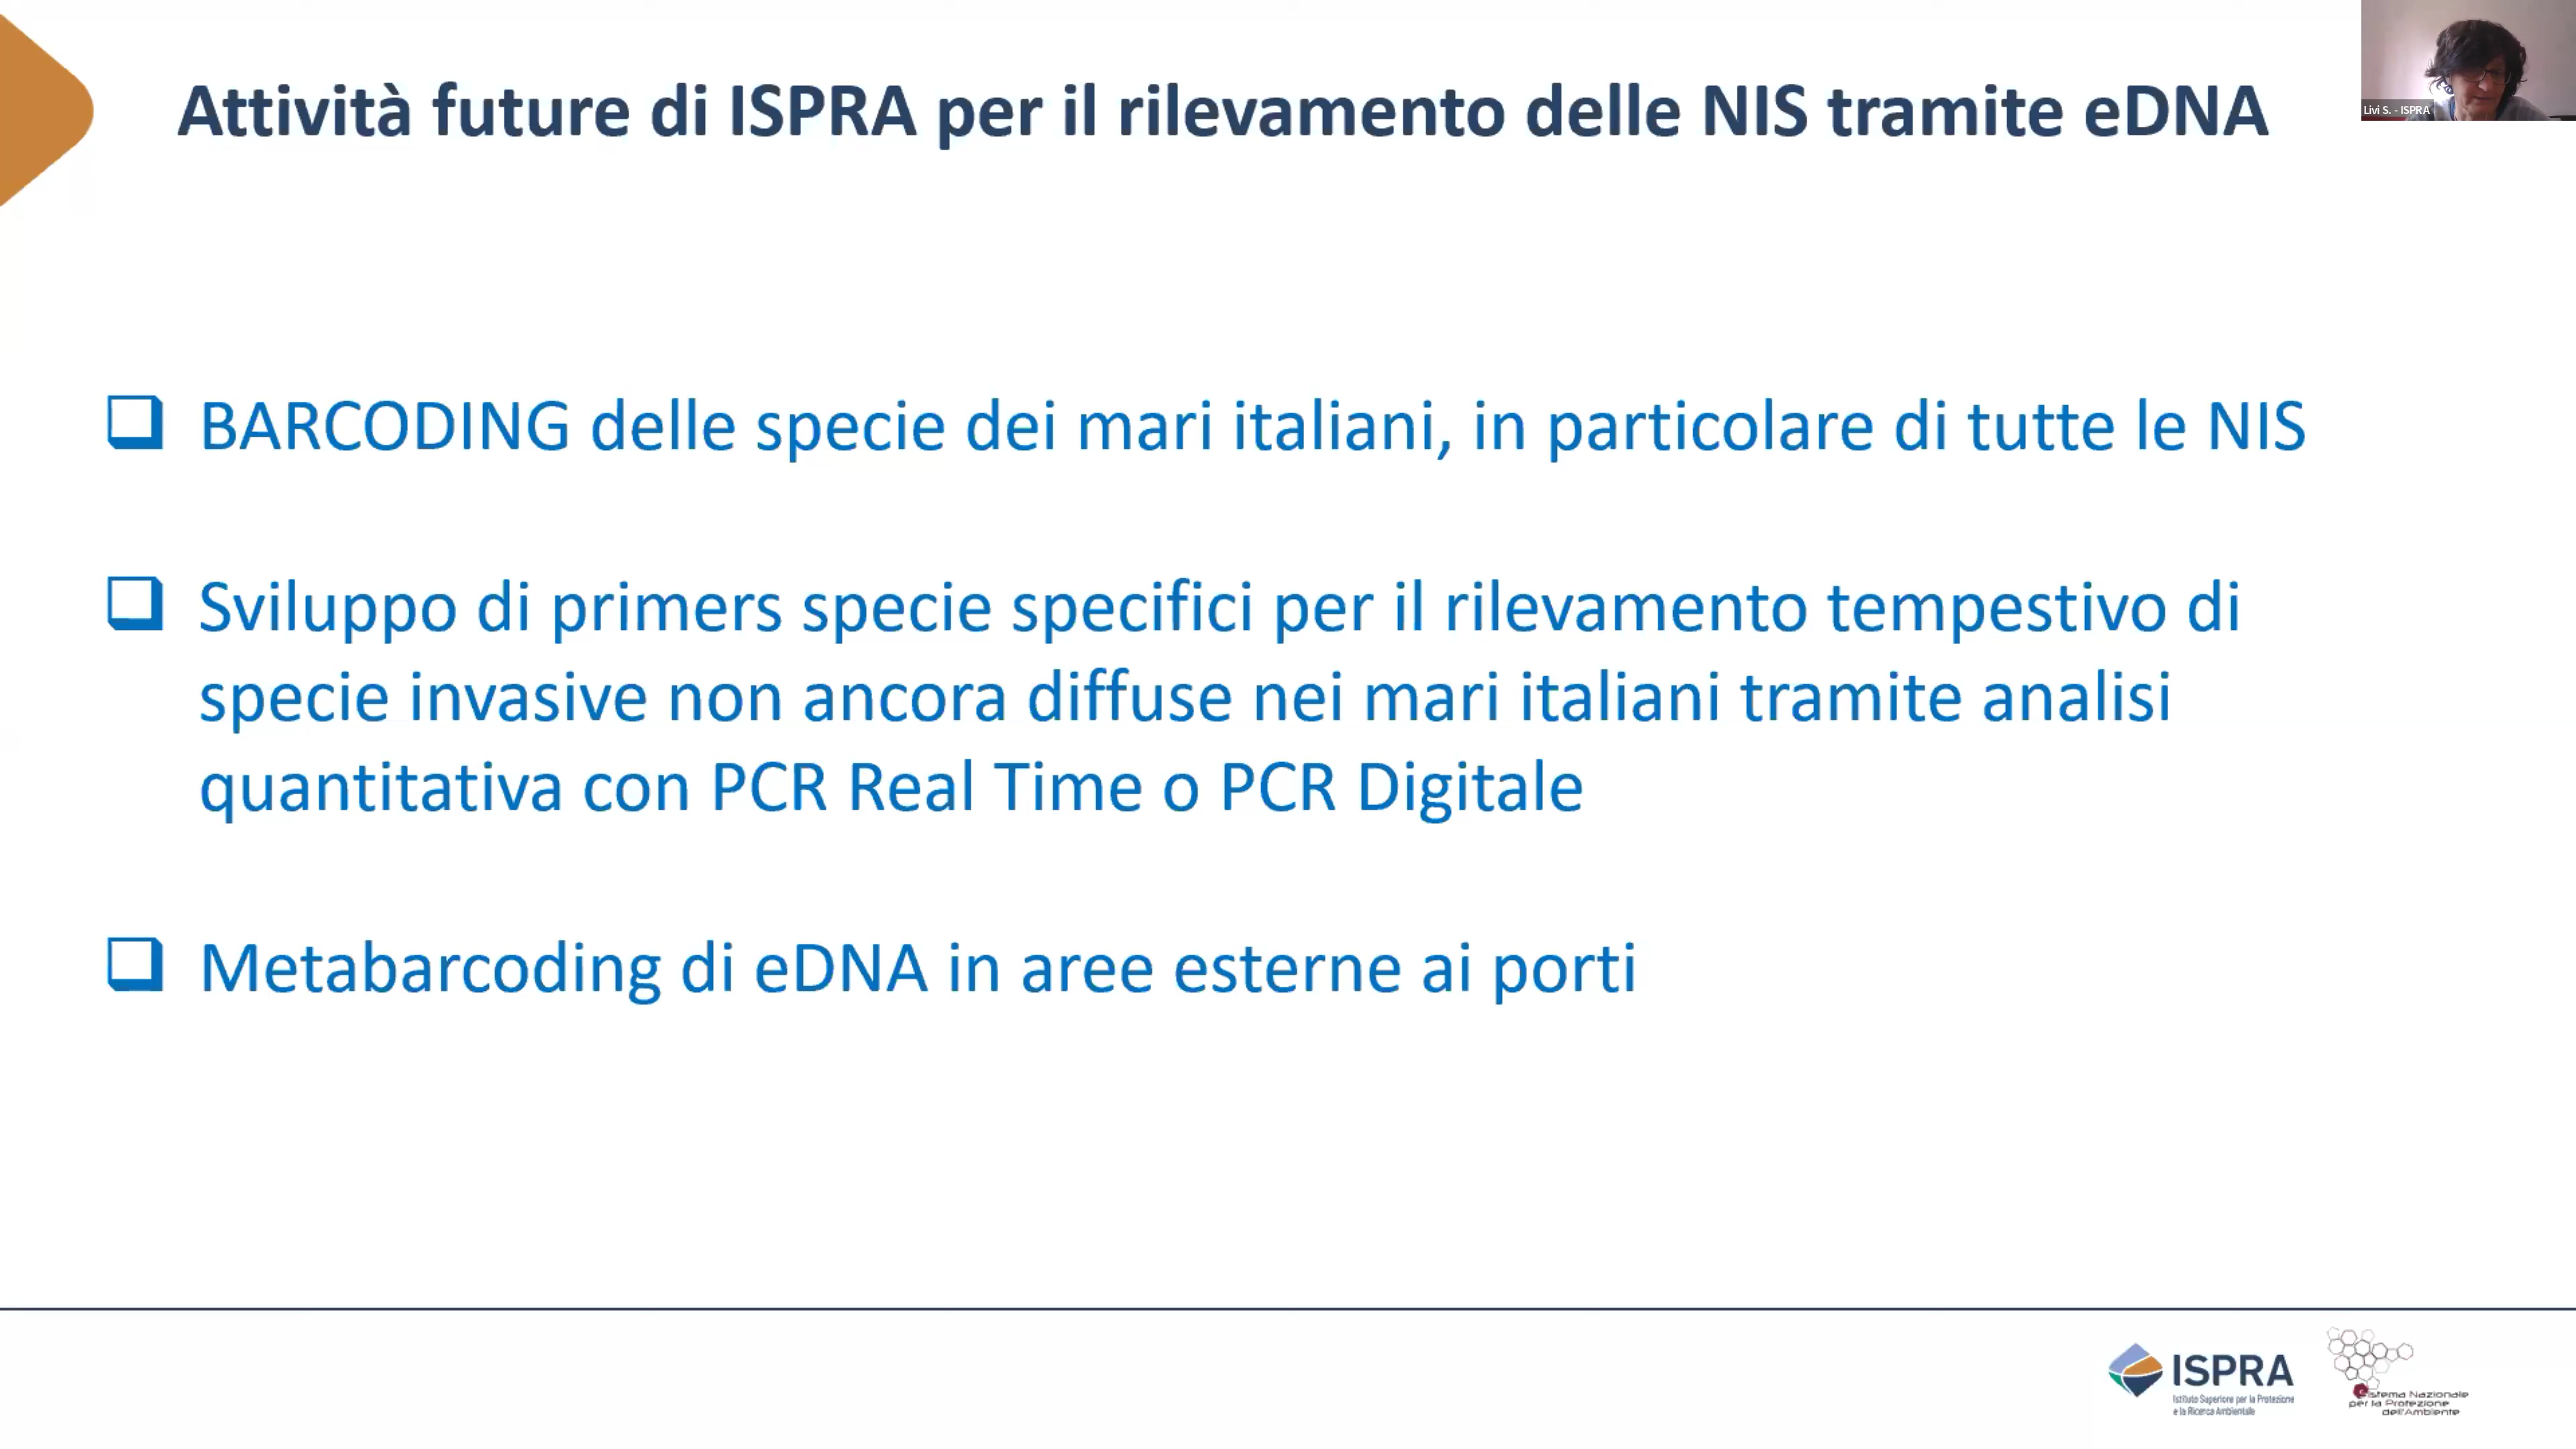 Attività future di ISPRA per il rilevamento delle NIS tramite eDNA
Livi S. - ISPRA
BARCODING delle specie dei mari italiani, in particolare di tutte le NIS
Sviluppo di primers specie specifici per il rilevamento tempestivo di
specie invasive non ancora diffuse nei mari italiani tramite analisi
quantitativa con PCR Real Time o PCR Digitale
Metabarcoding di eDNA in aree esterne ai porti
ISPRA
Istituto Superiore per la Protezione
e la Ricerca Ambientale
Sistema Nazionale
per la Protezione
dell'Ambiente